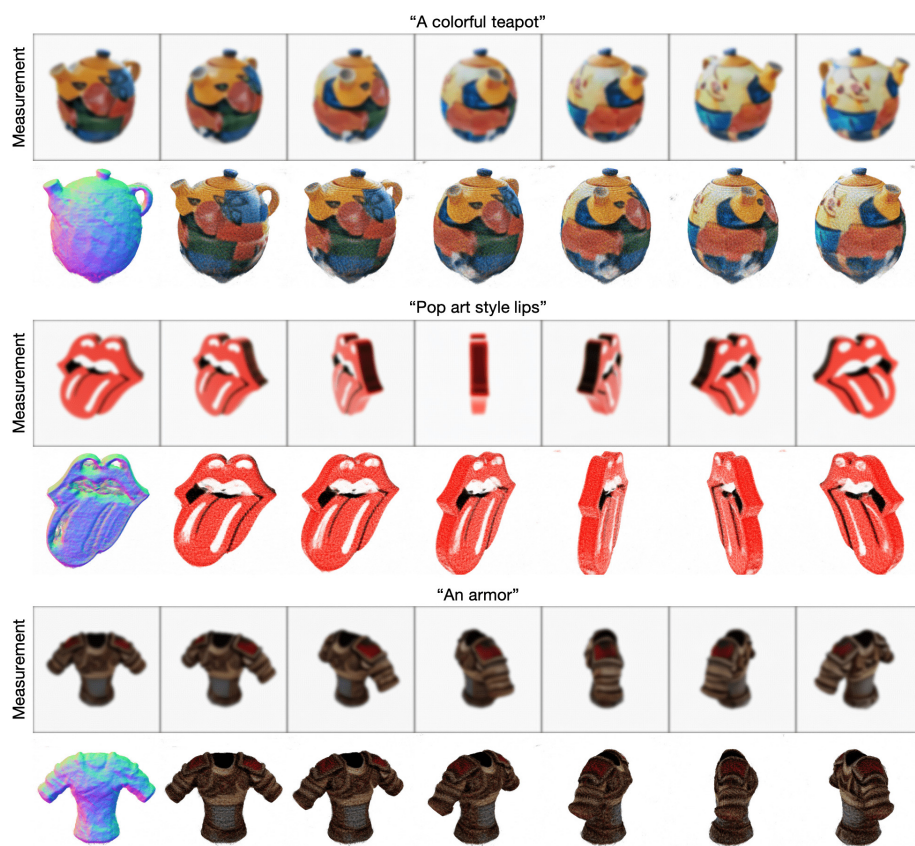 “A colorful teapot”
Measurement
“Pop art style lips”
Measurement
“An armor”
Measurement